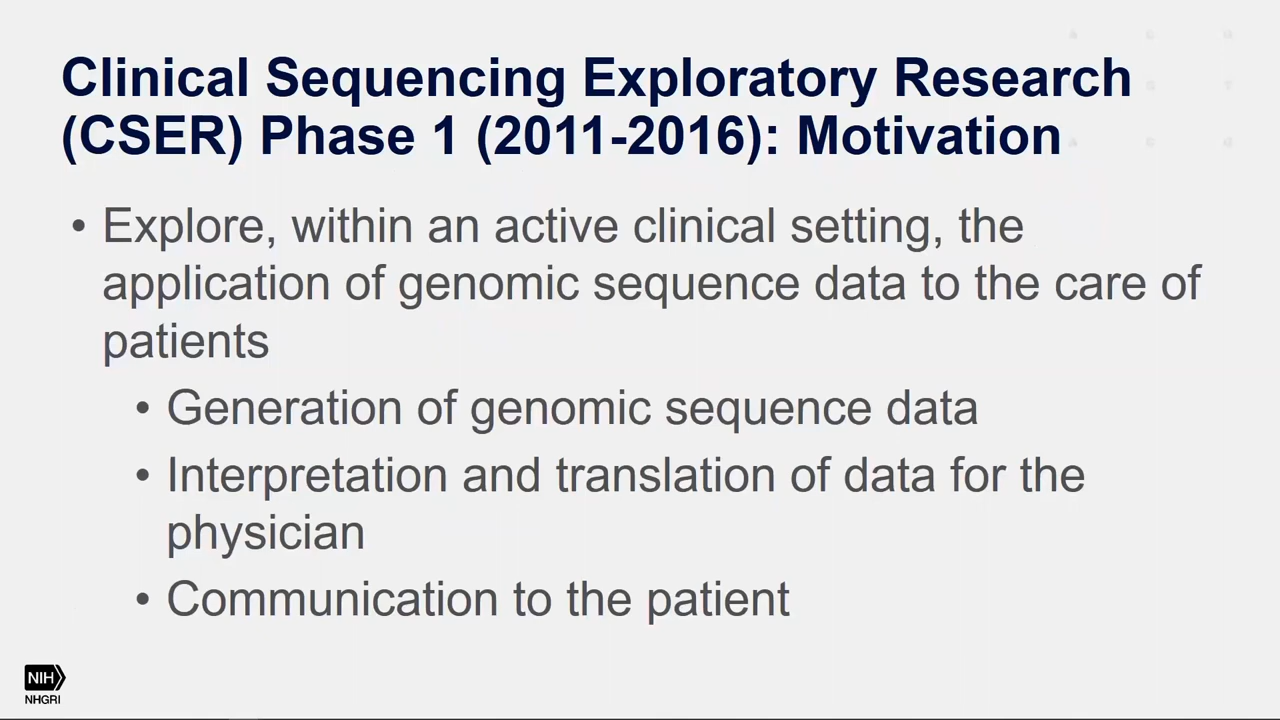 Clinical Sequencing Exploratory Research
(CSER) Phase 1 (2011-2016): Motivation
• Explore, within an active clinical setting, the
application of genomic sequence data to the care of
patients
• Generation of genomic sequence data
• Interpretation and translation of data for the
physician
• Communication to the patient
NIH
NHGRI